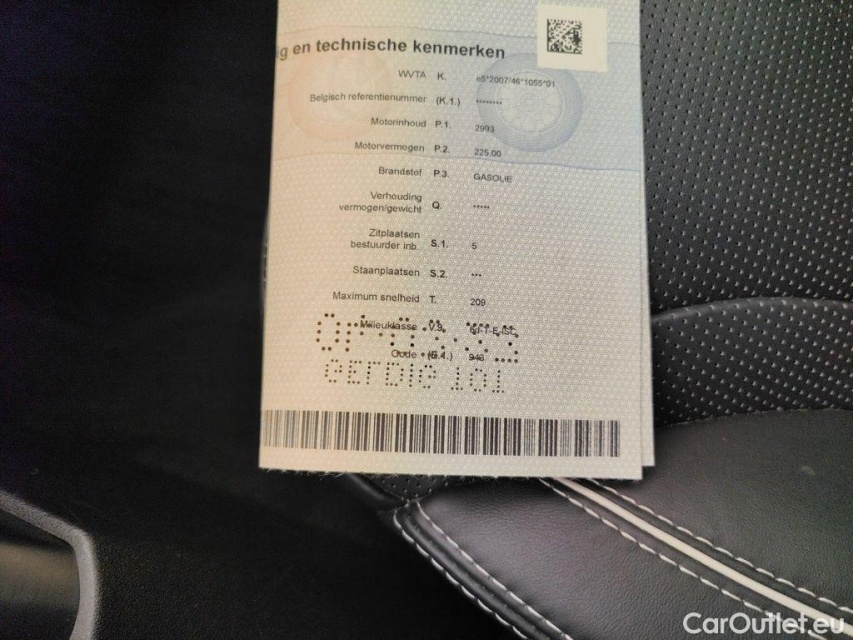 ig en technische kenmerken
WVTA K. e5*2007/46*1055*01
Belgisch referentienummer (K.1.) --------
Motorinhoud P.1. 2993
Motorvermogen P.2. 225.00
Brandstof P.3. GASOLIE
Verhouding
vermogen/gewicht Q. -----
Zitplaatsen
bestuurder inb. S.1. 5
Staanplaatsen S.2. ---
Maximum snelheid T. 209
Milieuklasse V.9.
Code
CarOutlet.eu